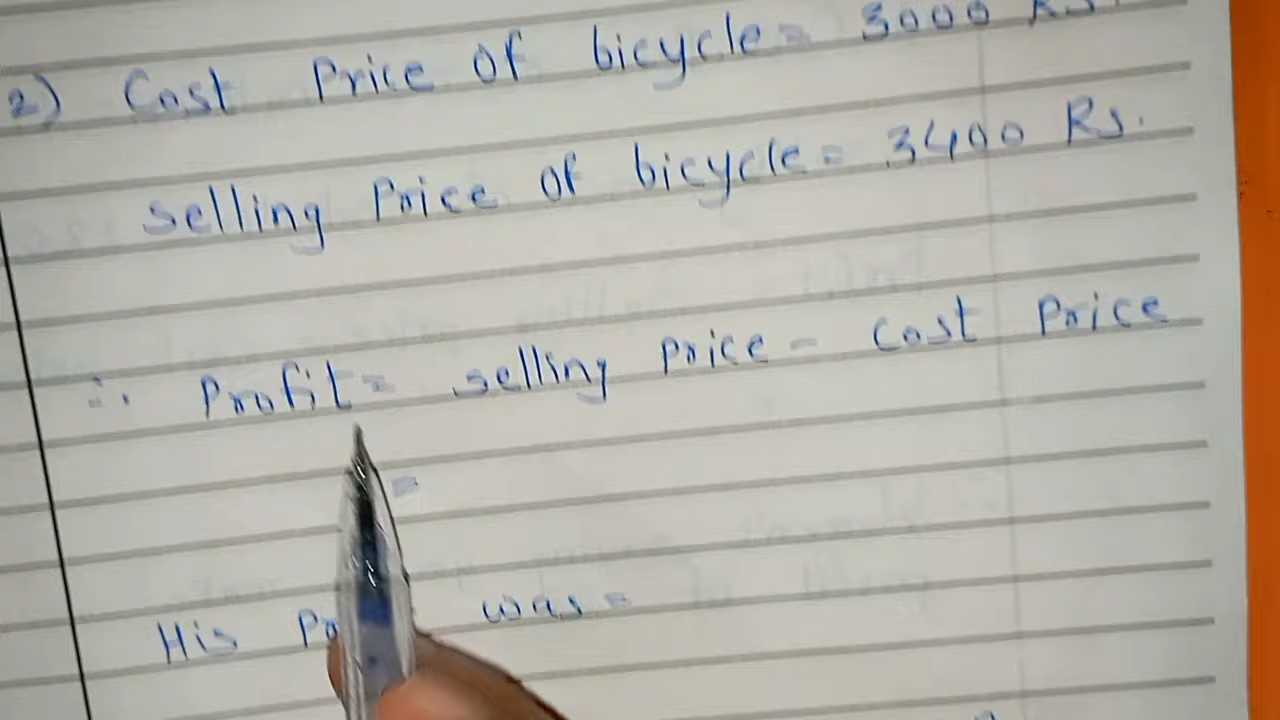 2) Cost Price of bicycle = 3000 Rs.
selling Price of bicycle = 3400 Rs.
∴ Profit = selling price - Cost Price
=
His was =